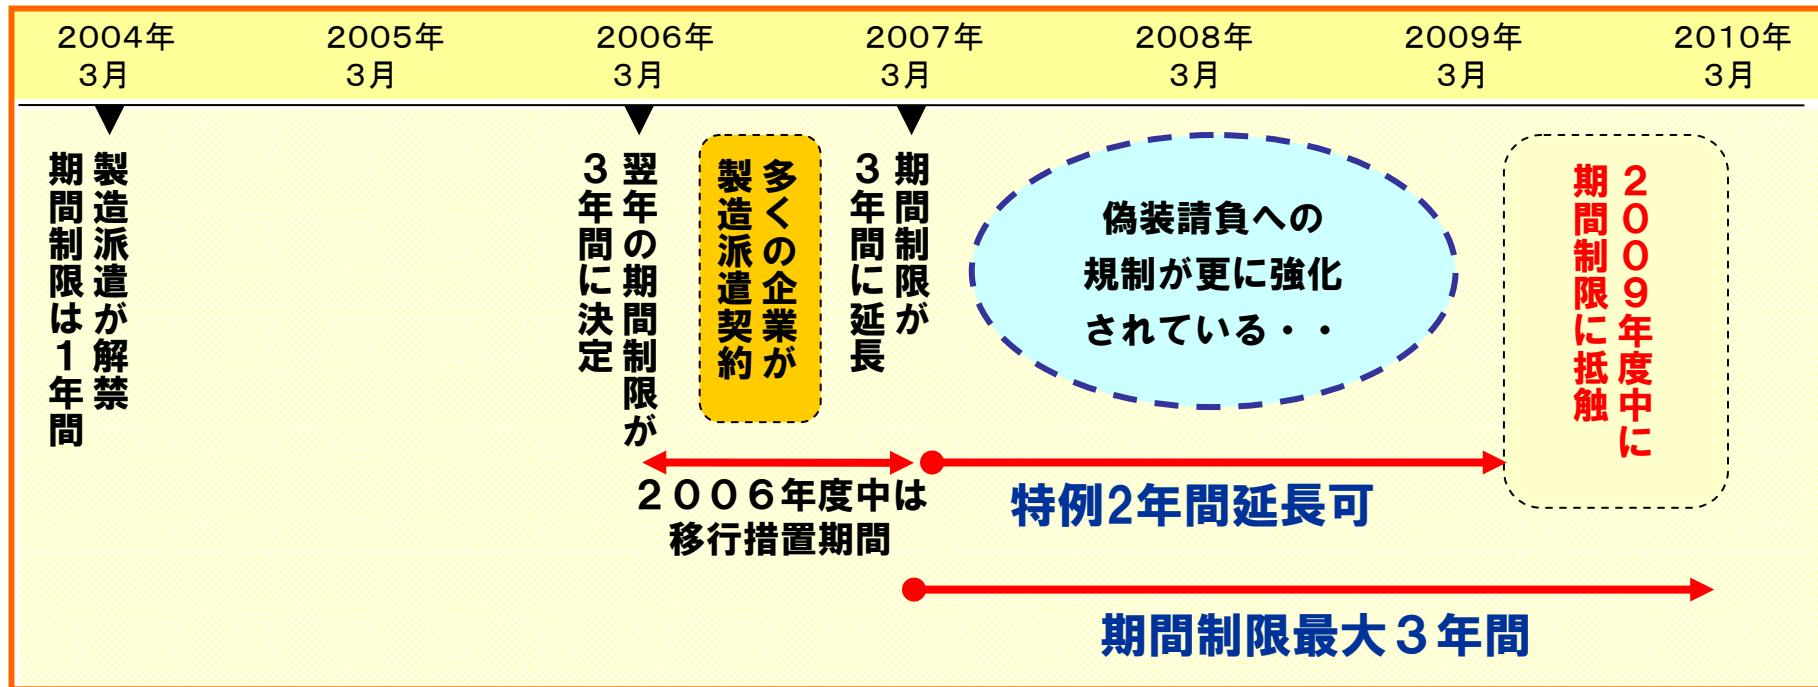 ２００４年
３月
２００５年
３月
２００６年
３月
２００７年
３月
２００８年
３月
２００９年
３月
２０１０年
３月
製造派遣が解禁
期間制限は１年間
翌年の期間制限が
３年間に決定
多くの企業が
製造派遣契約
期間制限が
３年間に延長
偽装請負への
規制が更に強化
されている・・
２００９年度中に
期間制限に抵触
２００６年度中は
移行措置期間
特例2年間延長可
期間制限最大３年間